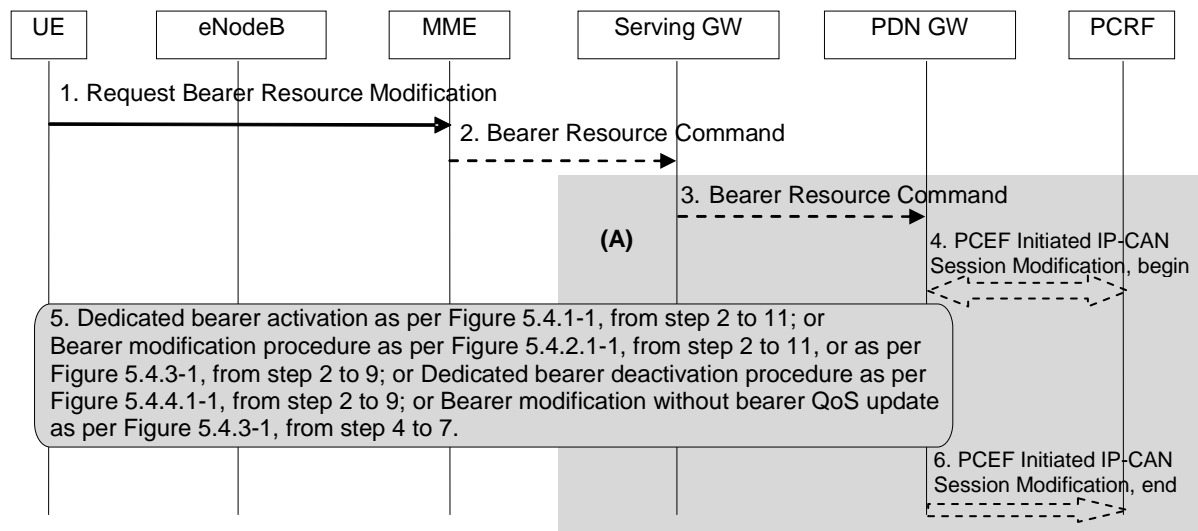 UE eNodeB MME Serving GW PDN GW PCRF
1. Request Bearer Resource Modification
2. Bearer Resource Command
3. Bearer Resource Command
(A)
4. PCEF Initiated IP-CAN
Session Modification, begin
5. Dedicated bearer activation as per Figure 5.4.1-1, from step 2 to 11; or
Bearer modification procedure as per Figure 5.4.2.1-1, from step 2 to 11, or as per
Figure 5.4.3-1, from step 2 to 9; or Dedicated bearer deactivation procedure as per
Figure 5.4.4.1-1, from step 2 to 9; or Bearer modification without bearer QoS update
as per Figure 5.4.3-1, from step 4 to 7.
6. PCEF Initiated IP-CAN
Session Modification, end